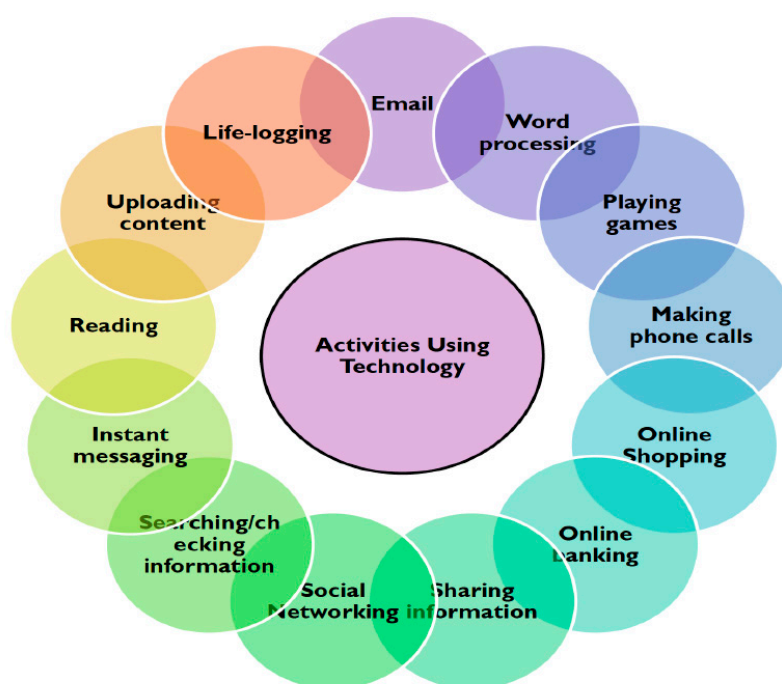 Email
Word
processing
Playing
games
Making
phone calls
Online
Shopping
Online
banking
Sharing
information
Social
Networking
Searching/ch
ecking
information
Instant
messaging
Reading
Uploading
content
Life-logging
Activities Using
Technology